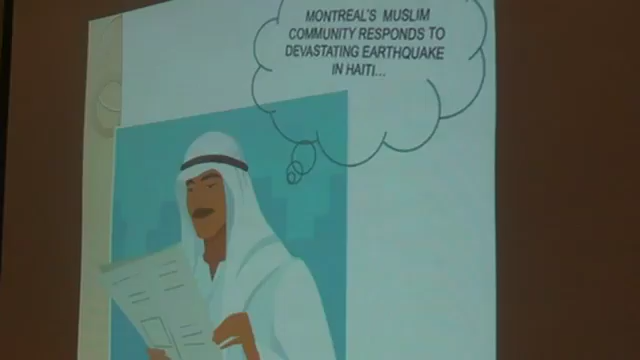 MONTREAL'S MUSLIM
COMMUNITY RESPONDS TO
DEVASTATING EARTHQUAKE
IN HAITI...